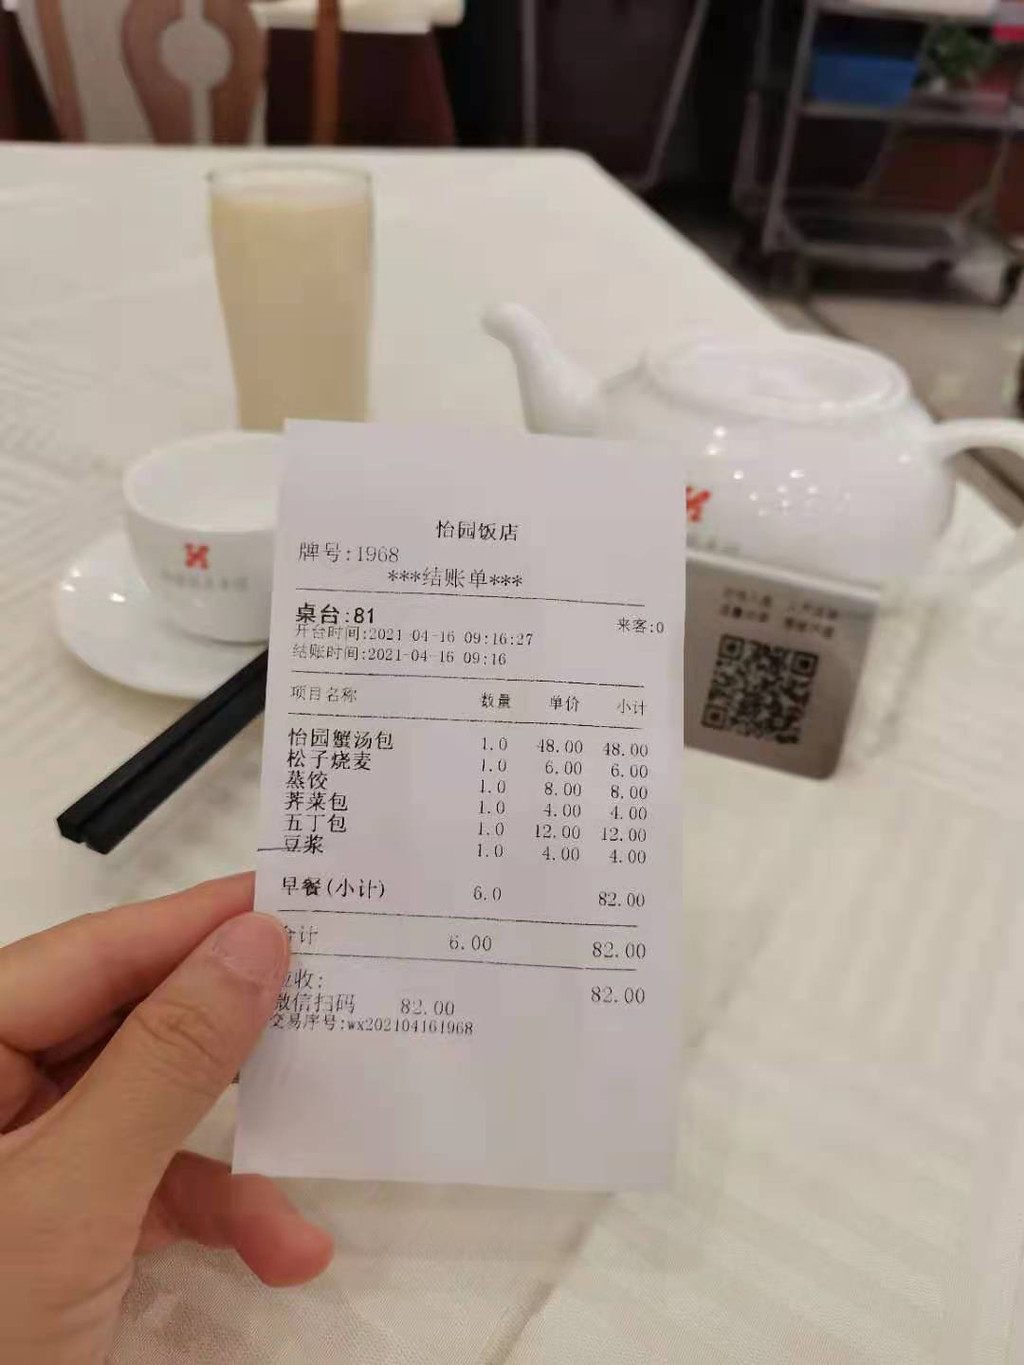 怡园饭店
牌号:1968
***结账单***
桌台:81
来客:0
开台时间:2021-04-16 09:16:27
结账时间:2021-04-16 09:16
项目名称 数量 单价 小计
怡园蟹汤包 1.0 48.00 48.00
松子烧麦 1.0 6.00 6.00
蒸饺 1.0 8.00 8.00
荠菜包 1.0 4.00 4.00
五丁包 1.0 12.00 12.00
豆浆 1.0 4.00 4.00
早餐(小计) 6.0 82.00
合计 6.00 82.00
应收: 82.00
微信扫码 82.00
交易序号:wx202104161968